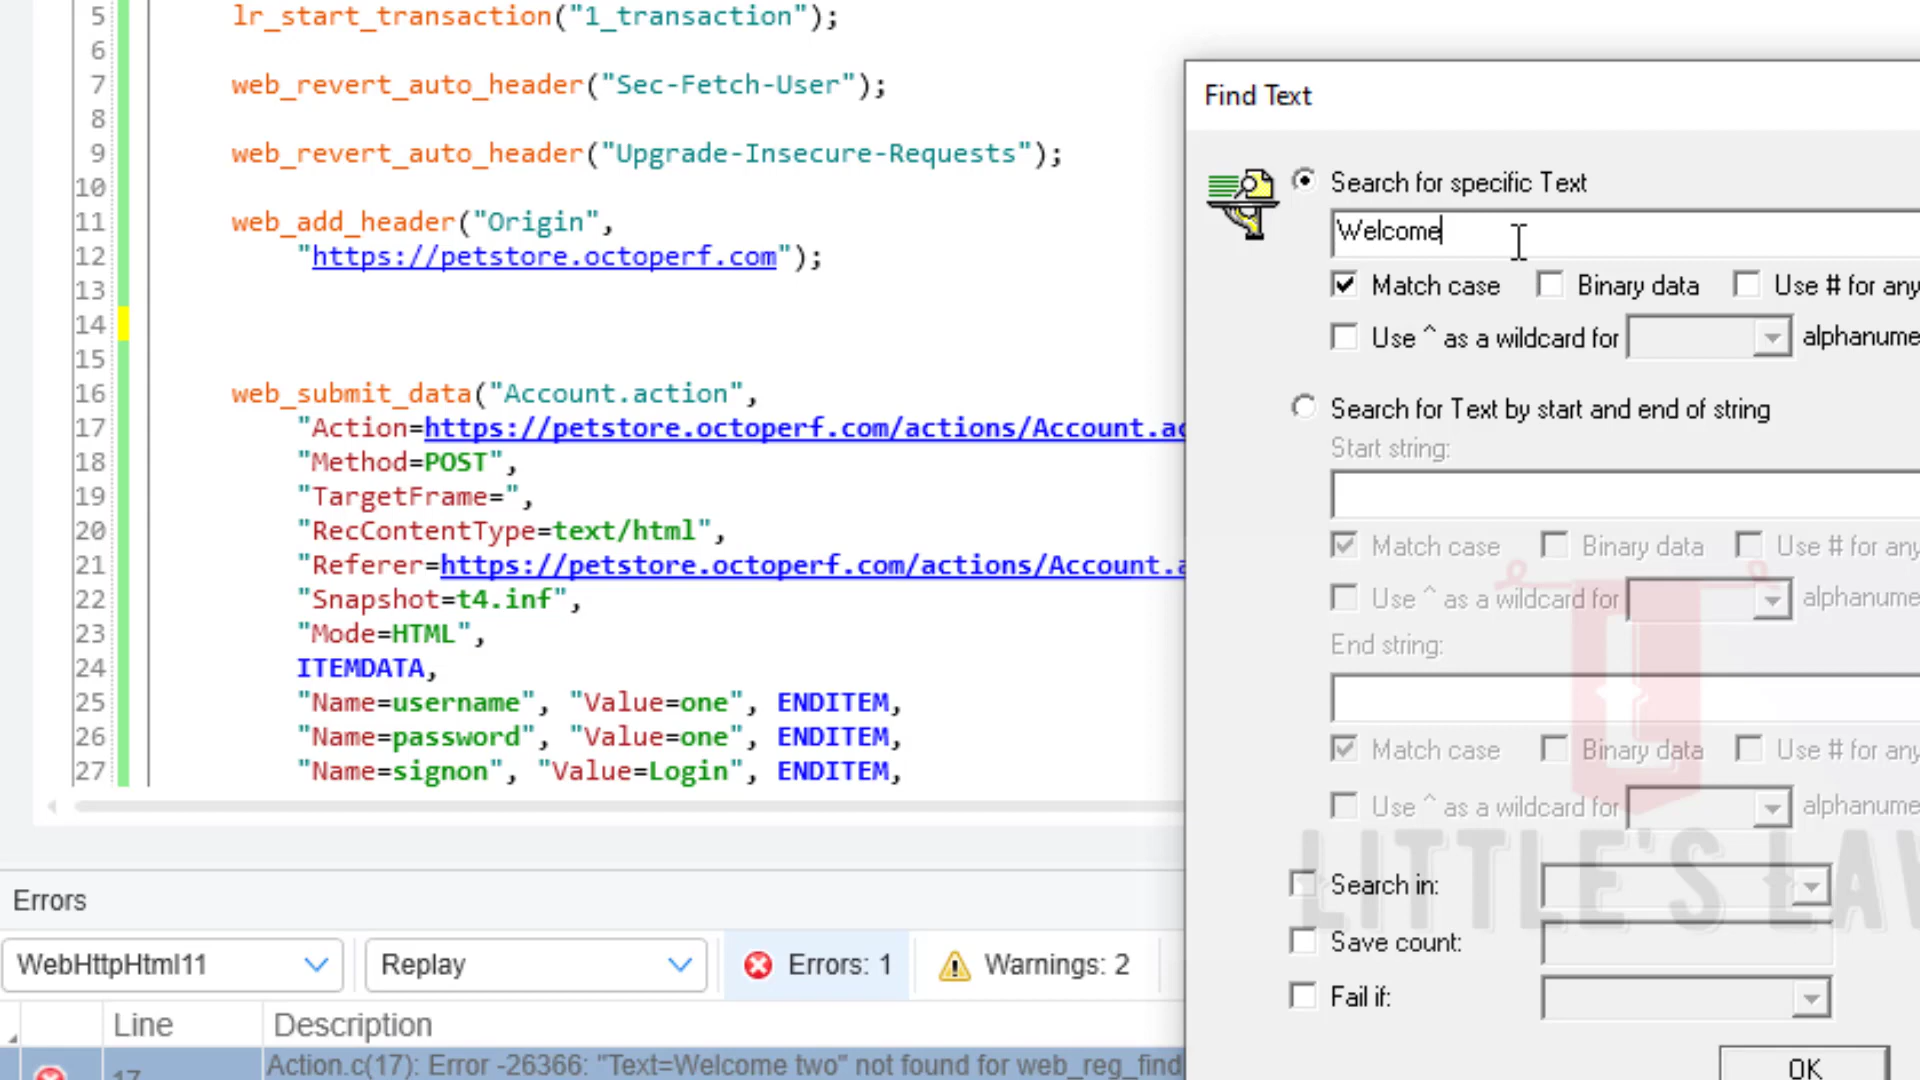 5 lr_start_transaction("1_transaction");
6
7 web_revert_auto_header("Sec-Fetch-User");
8
9 web_revert_auto_header("Upgrade-Insecure-Requests");
10
11 web_add_header("Origin",
12 "https://petstore.octoperf.com");
13
14
15
16 web_submit_data("Account.action",
17 "Action=https://petstore.octoperf.com/actions/Account.ac
18 "Method=POST",
19 "TargetFrame=",
20 "RecContentType=text/html",
21 "Referer=https://petstore.octoperf.com/actions/Account.a
22 "Snapshot=t4.inf",
23 "Mode=HTML",
24 ITEMDATA,
25 "Name=username", "Value=one", ENDITEM,
26 "Name=password", "Value=one", ENDITEM,
27 "Name=signon", "Value=Login", ENDITEM,
Find Text
Search for specific Text
Welcome
Match case Binary data Use # for any
Use ^ as a wildcard for alphanume
Search for Text by start and end of string
Start string:
Match case Binary data Use # for any
Use ^ as a wildcard for alphanume
End string:
Match case Binary data Use # for any
Use ^ as a wildcard for alphanume
Search in:
Save count:
Fail if:
OK
LITTLE'S LAW
Errors
WebHttpHtml11 Replay Errors: 1 Warnings: 2
Line Description
17 Action.c(17): Error -26366: "Text=Welcome two" not found for web_reg_find